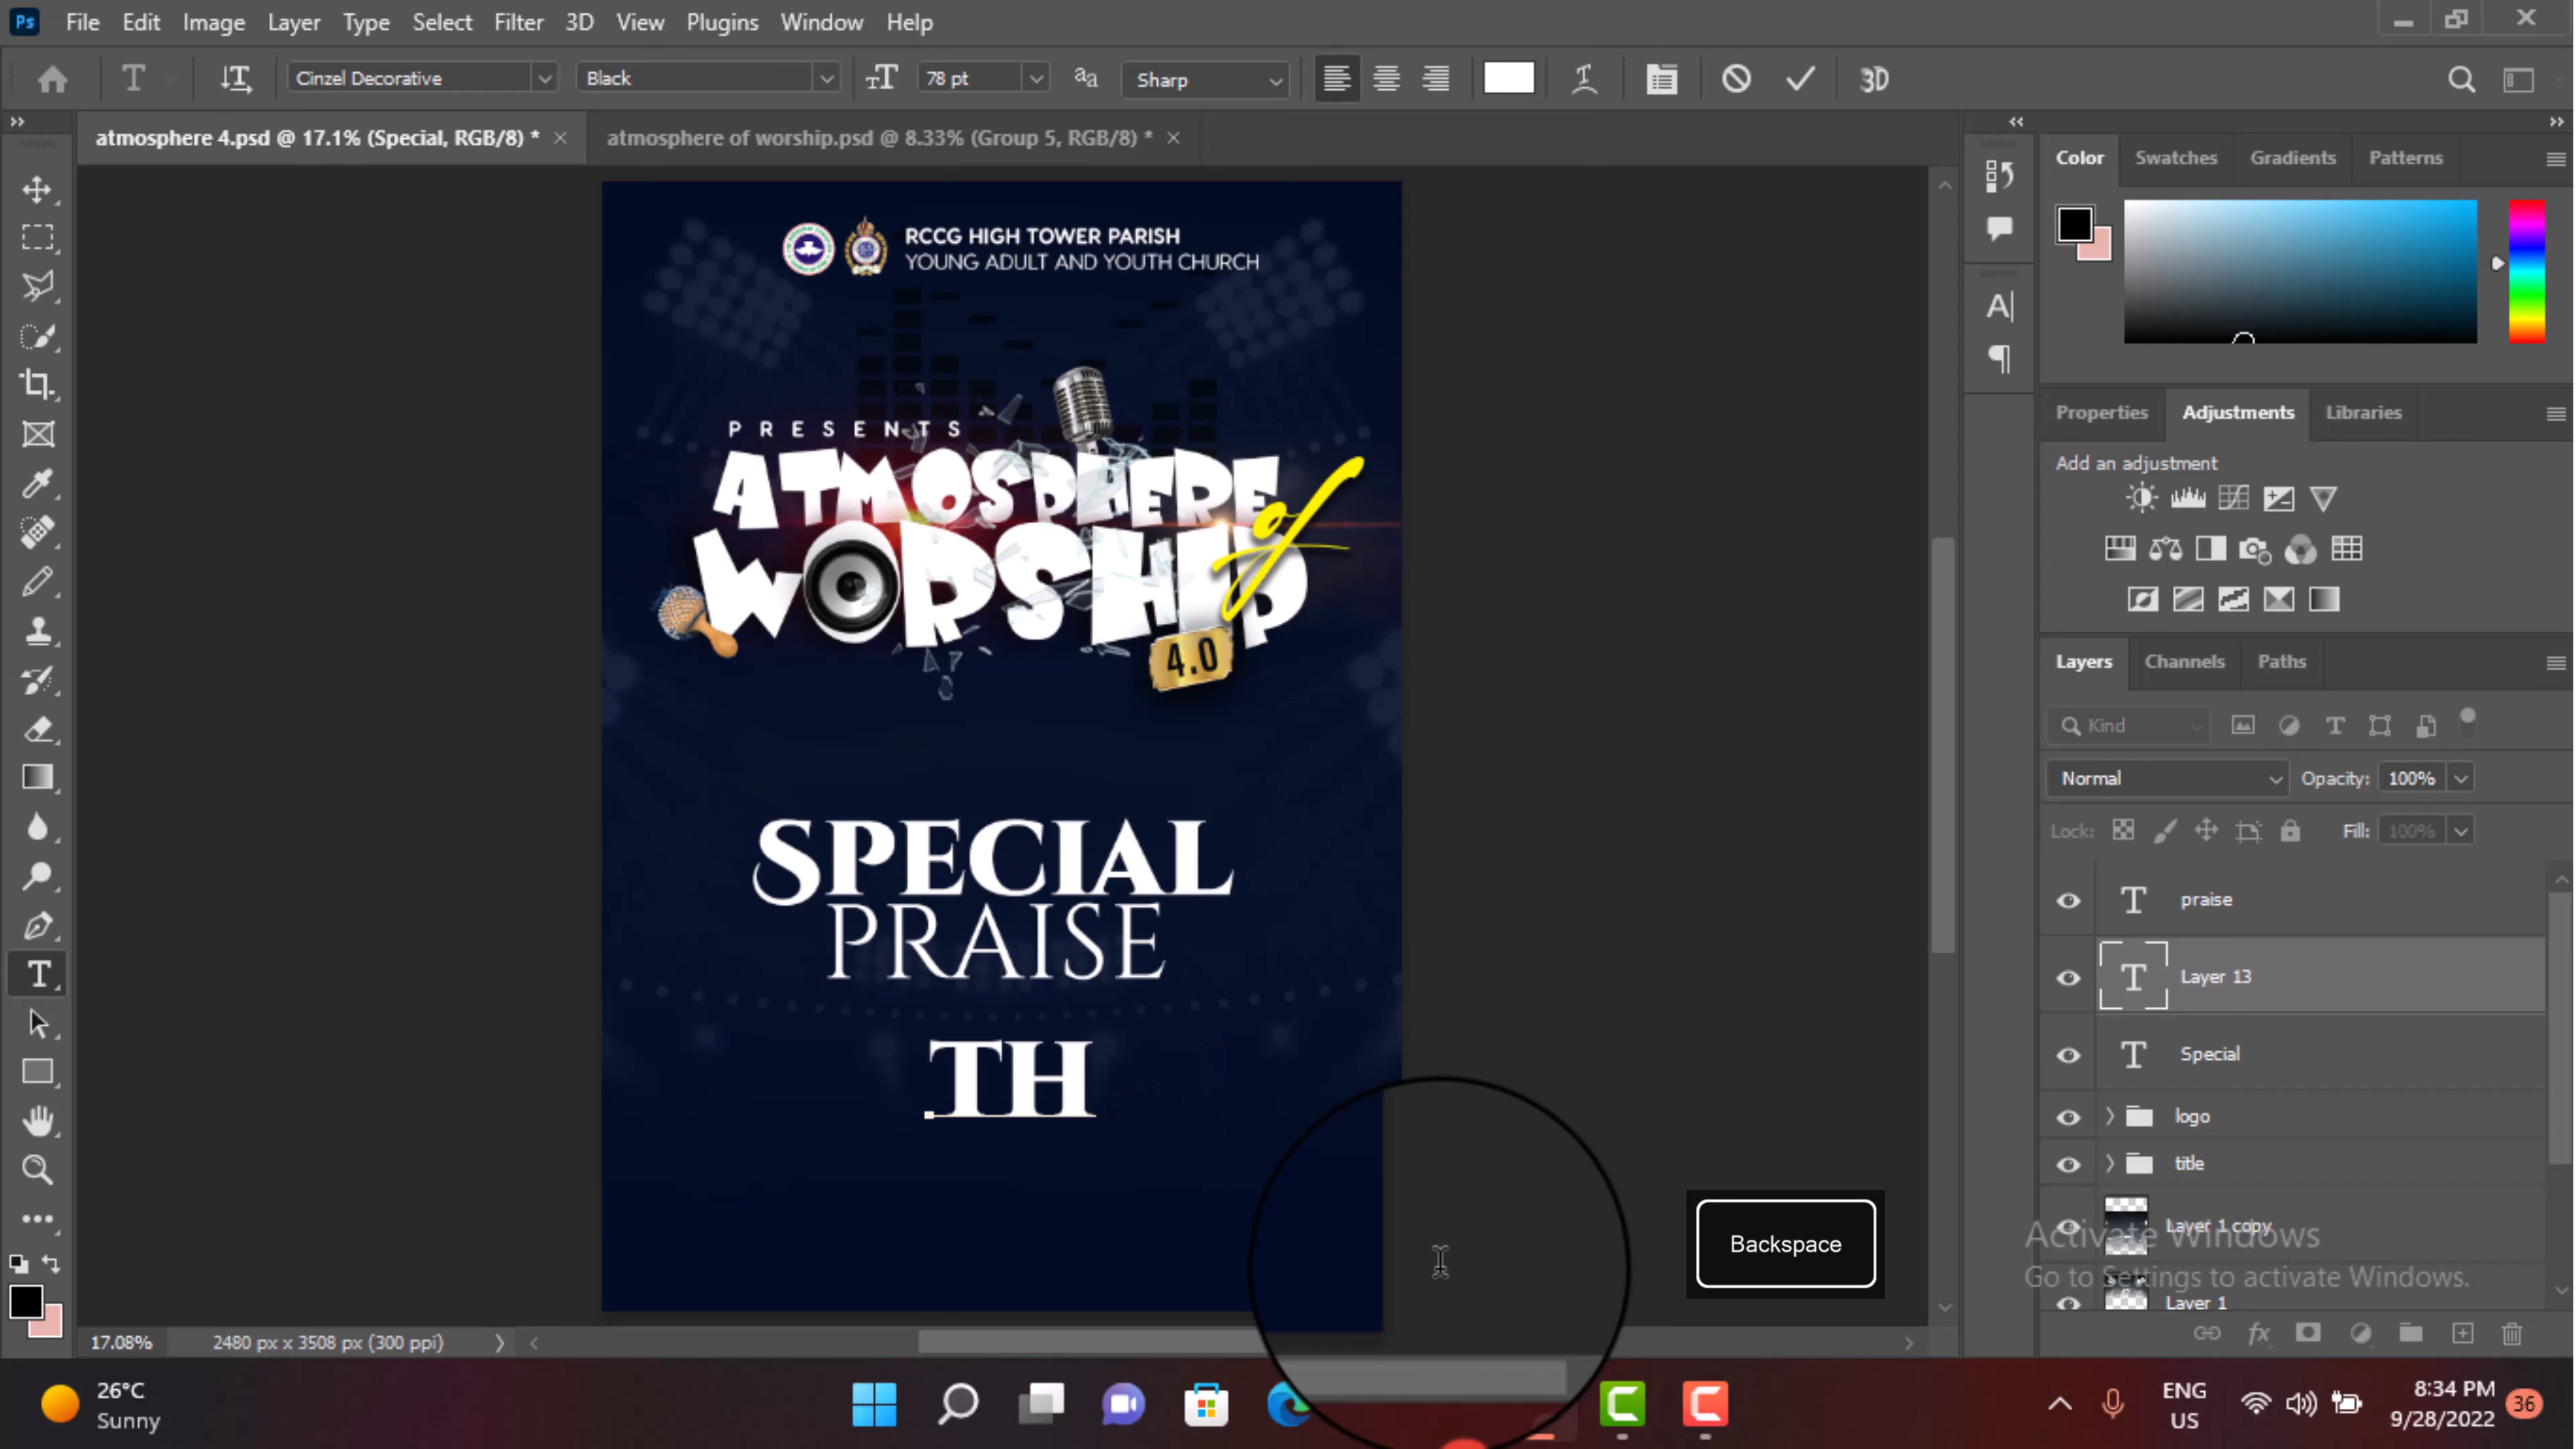 Ps File Edit Image Layer Type Select Filter 3D View Plugins Window Help
T Cinzel Decorative Black 78 pt Sharp 3D
atmosphere 4.psd @ 17.1% (Special, RGB/8) * × atmosphere of worship.psd @ 8.33% (Group 5, RGB/8) * ×
RCCG HIGH TOWER PARISH
YOUNG ADULT AND YOUTH CHURCH
PRESENTS
ATMOSPHERE
of
WORSHIP
4.0
SPECIAL
PRAISE
TH
Backspace
Color Swatches Gradients Patterns
Properties Adjustments Libraries
Add an adjustment
Layers Channels Paths
Kind
Normal Opacity: 100%
Lock: Fill: 100%
praise
Layer 13
Special
logo
title
Layer 1 copy
Layer 1
Activate Windows
Go to Settings to activate Windows.
17.08% 2480 px x 3508 px (300 ppi)
26°C
Sunny
ENG
US
8:34 PM
9/28/2022
36